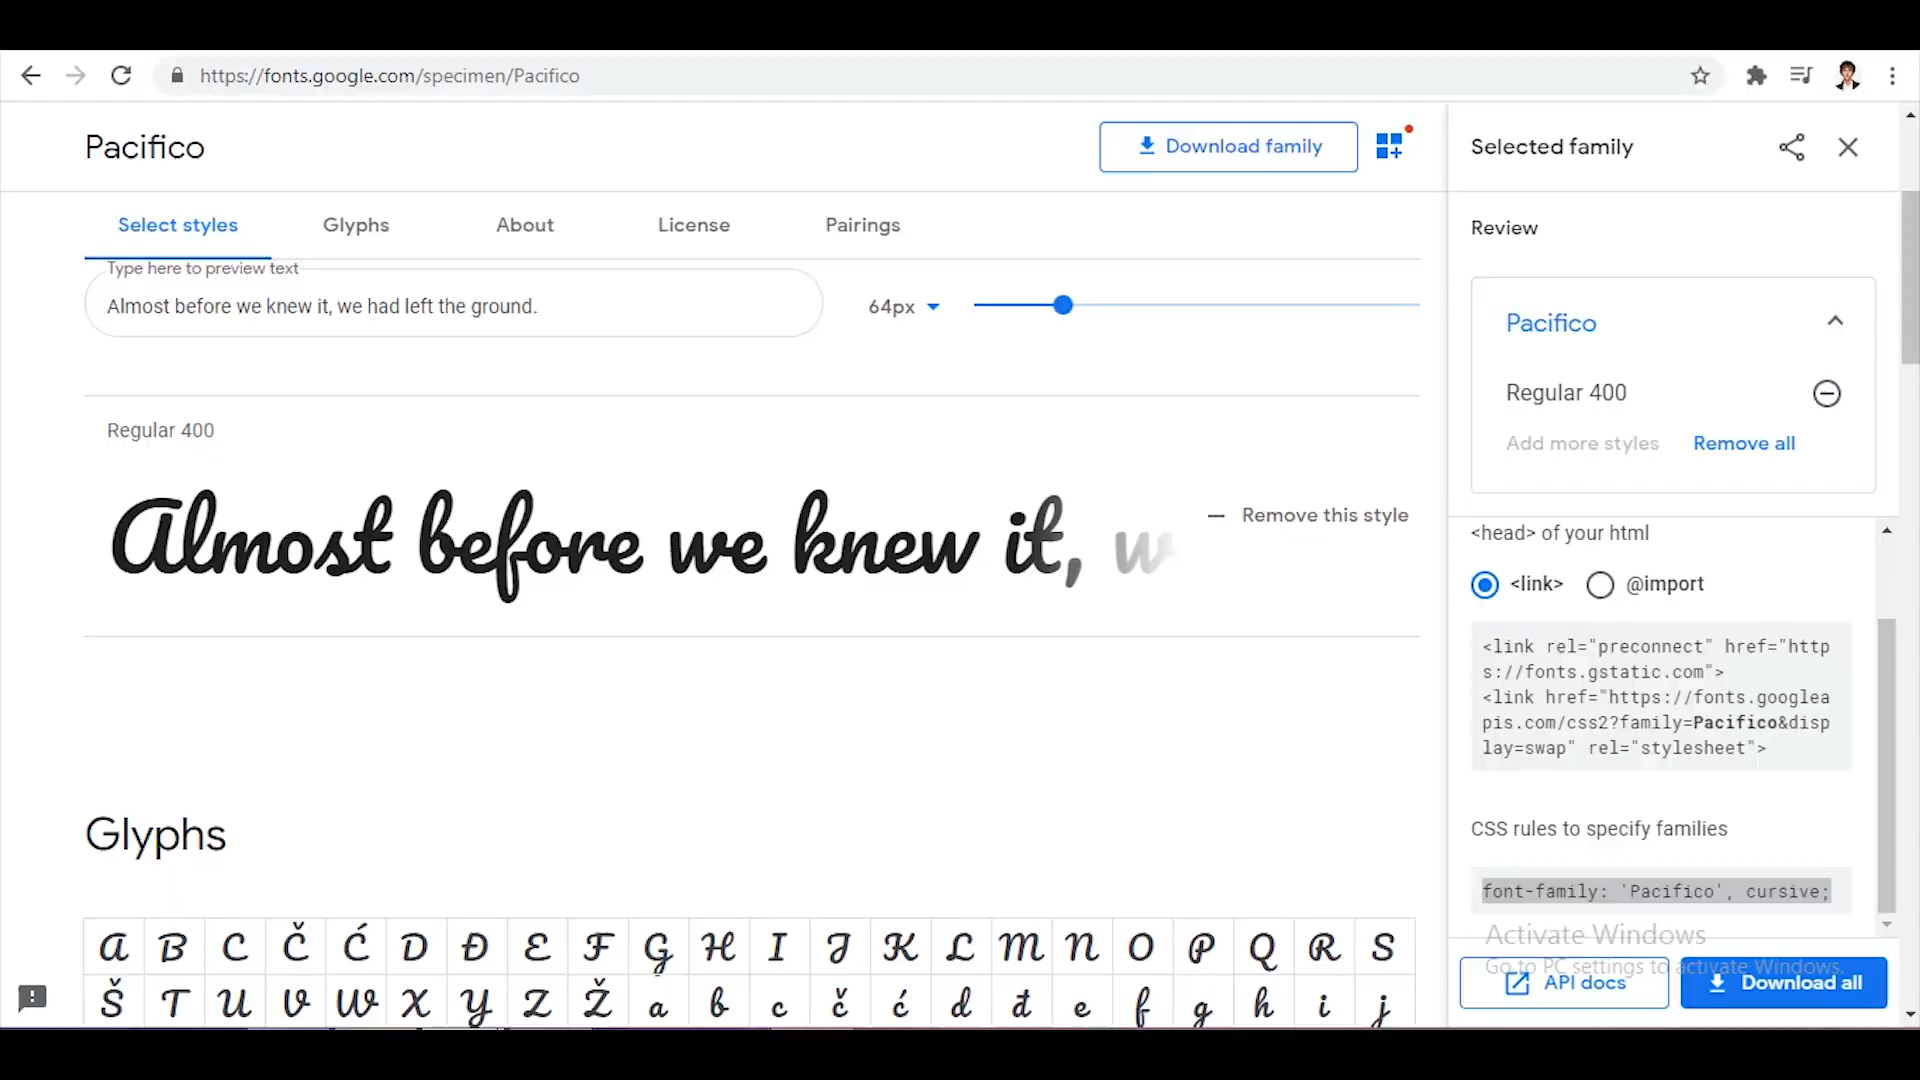 https://fonts.google.com/specimen/Pacifico
Pacifico
Download family
Select styles
Glyphs
About
License
Pairings
Type here to preview text
Almost before we knew it, we had left the ground.
64px
Regular 400
Almost before we knew it, w
Remove this style
Glyphs
A B C Č Ć D Đ E F G H I J K L M N O P Q R S
Š T U V W X Y Z Ž a b c č ć d đ e f g h i j
Selected family
Review
Pacifico
Regular 400
Add more styles
Remove all
<head> of your html
<link>
@import
<link rel="preconnect" href="http
s://fonts.gstatic.com">
<link href="https://fonts.googlea
pis.com/css2?family=Pacifico&disp
lay=swap" rel="stylesheet">
CSS rules to specify families
font-family: 'Pacifico', cursive;
Activate Windows
Go to PC settings to activate Windows.
API docs
Download all